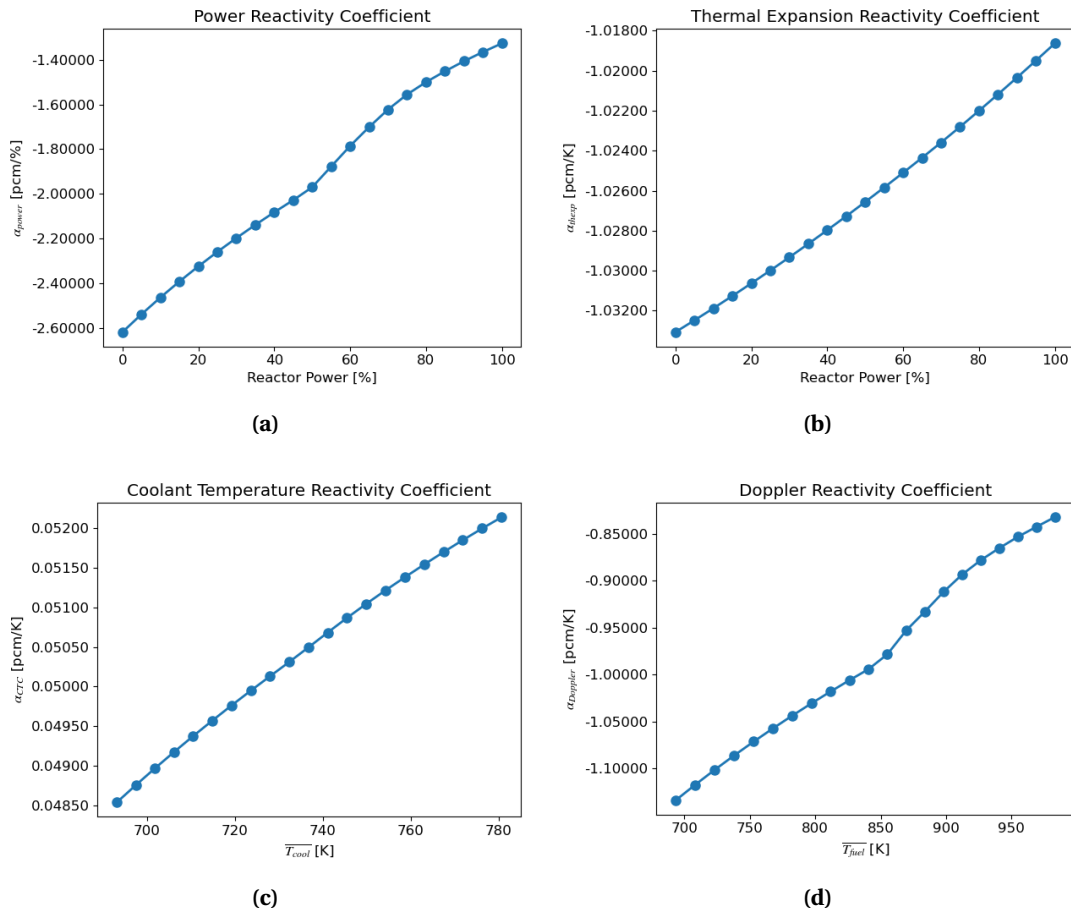 Power Reactivity Coefficient
-1.40000
-1.60000
-1.80000
-2.00000
-2.20000
-2.40000
-2.60000
α_power [pcm/%]
0 20 40 60 80 100
Reactor Power [%]
(a)
Thermal Expansion Reactivity Coefficient
-1.01800
-1.02000
-1.02200
-1.02400
-1.02600
-1.02800
-1.03000
-1.03200
α_thexp [pcm/K]
0 20 40 60 80 100
Reactor Power [%]
(b)
Coolant Temperature Reactivity Coefficient
0.05200
0.05150
0.05100
0.05050
0.05000
0.04950
0.04900
0.04850
α_CTC [pcm/K]
700 720 740 760 780
T_cool [K]
(c)
Doppler Reactivity Coefficient
-0.85000
-0.90000
-0.95000
-1.00000
-1.05000
-1.10000
α_Doppler [pcm/K]
700 750 800 850 900 950
T_fuel [K]
(d)